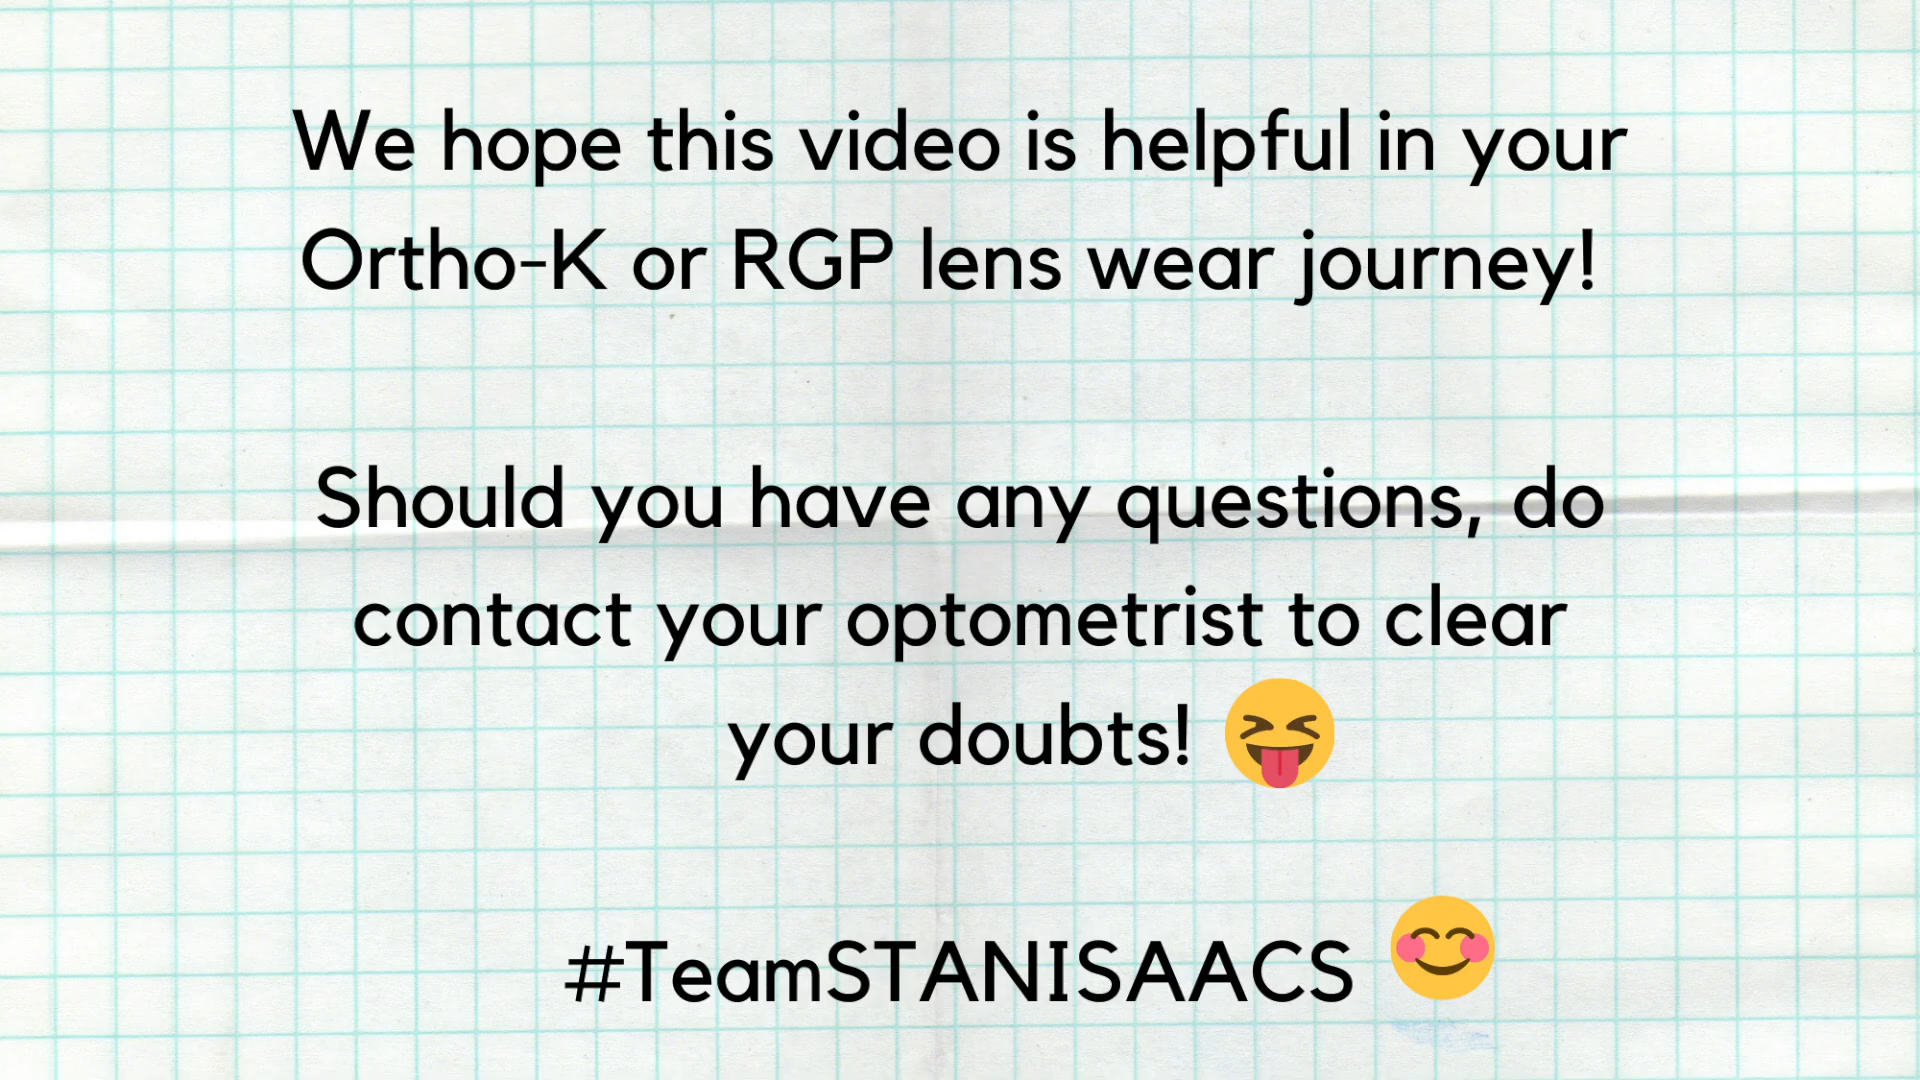 We hope this video is helpful in your
Ortho-K or RGP lens wear journey!
Should you have any questions, do
contact your optometrist to clear
your doubts! 😝
#TeamSTANISAACS 😊